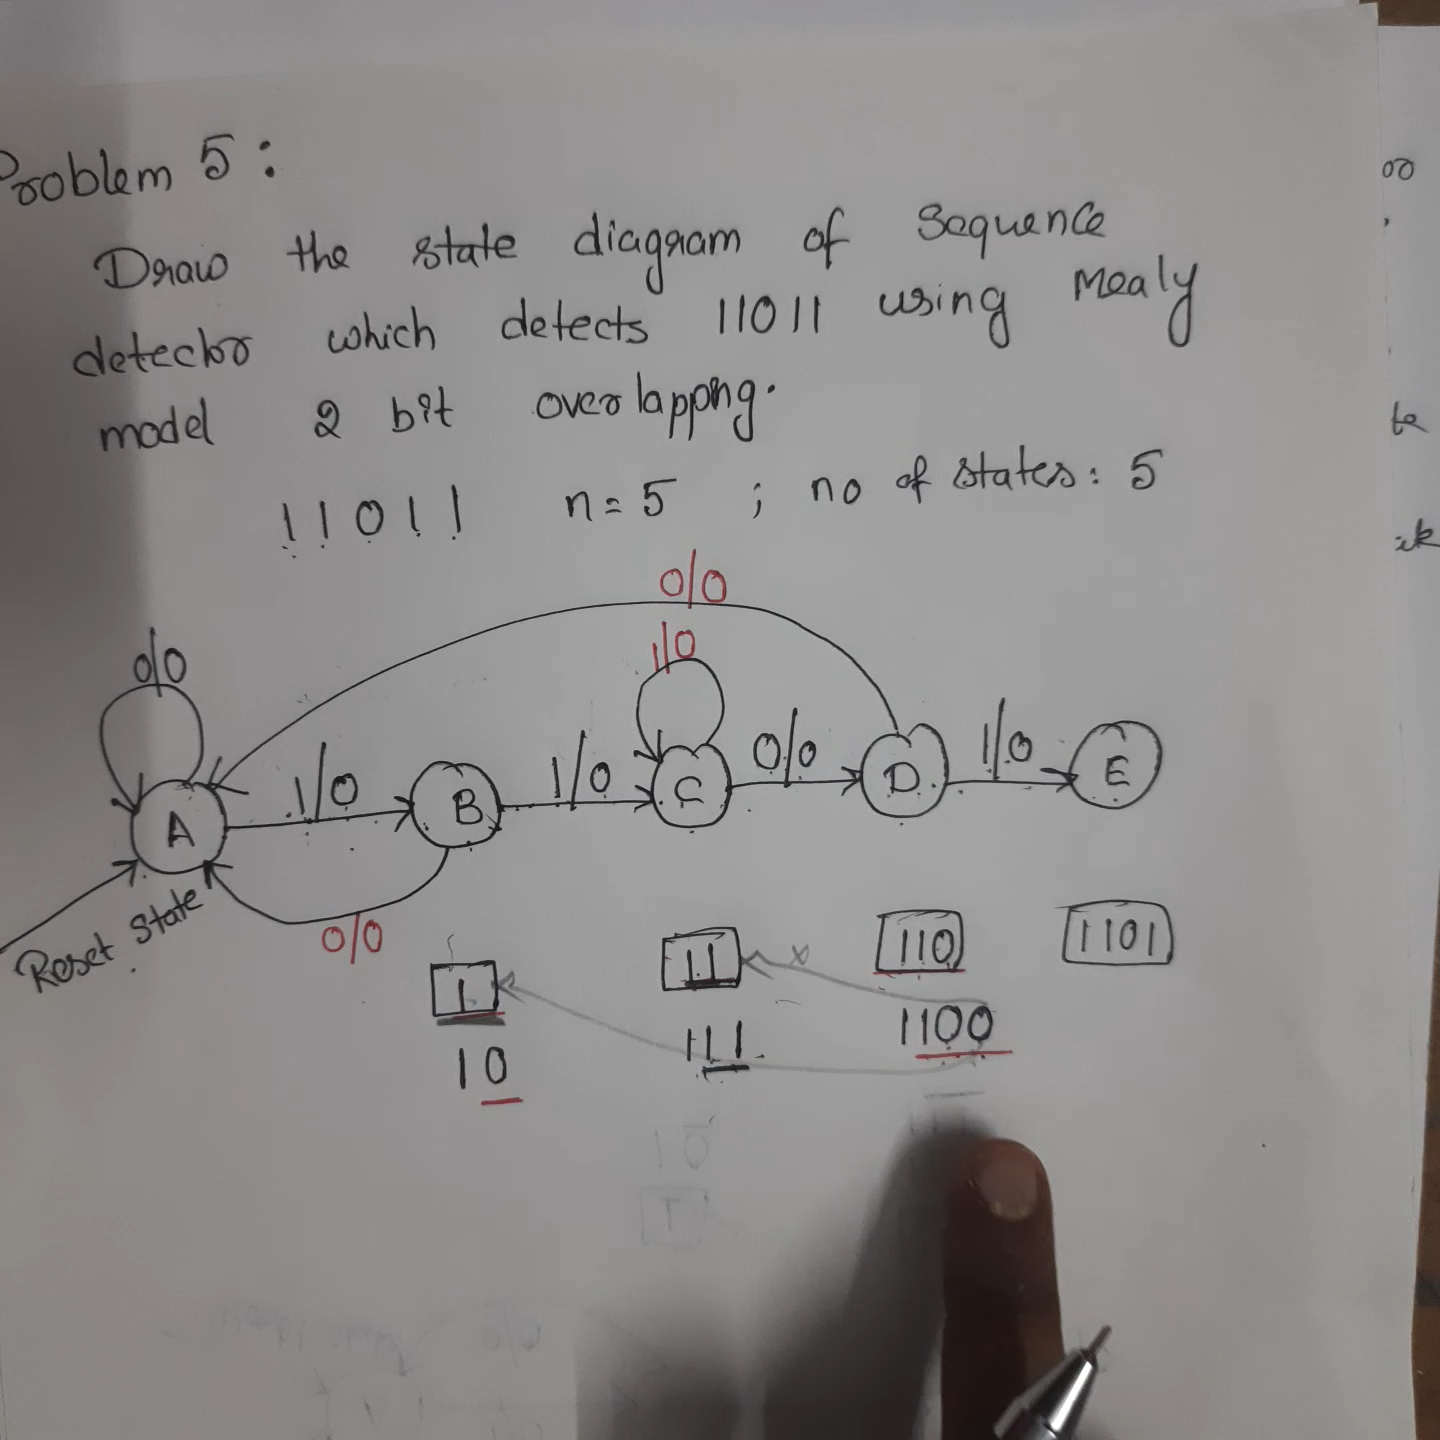 Problem 5:
Draw the state diagram of Sequence
detector which detects 11011 using Mealy
model 2 bit overlapping.
11011 n=5 ; no of states: 5
0/0
1/0
0/0
1/0
1/0
0/0
1/0
A
B
C
D
E
Reset State
0/0
1
11
110
1101
10
111
1100